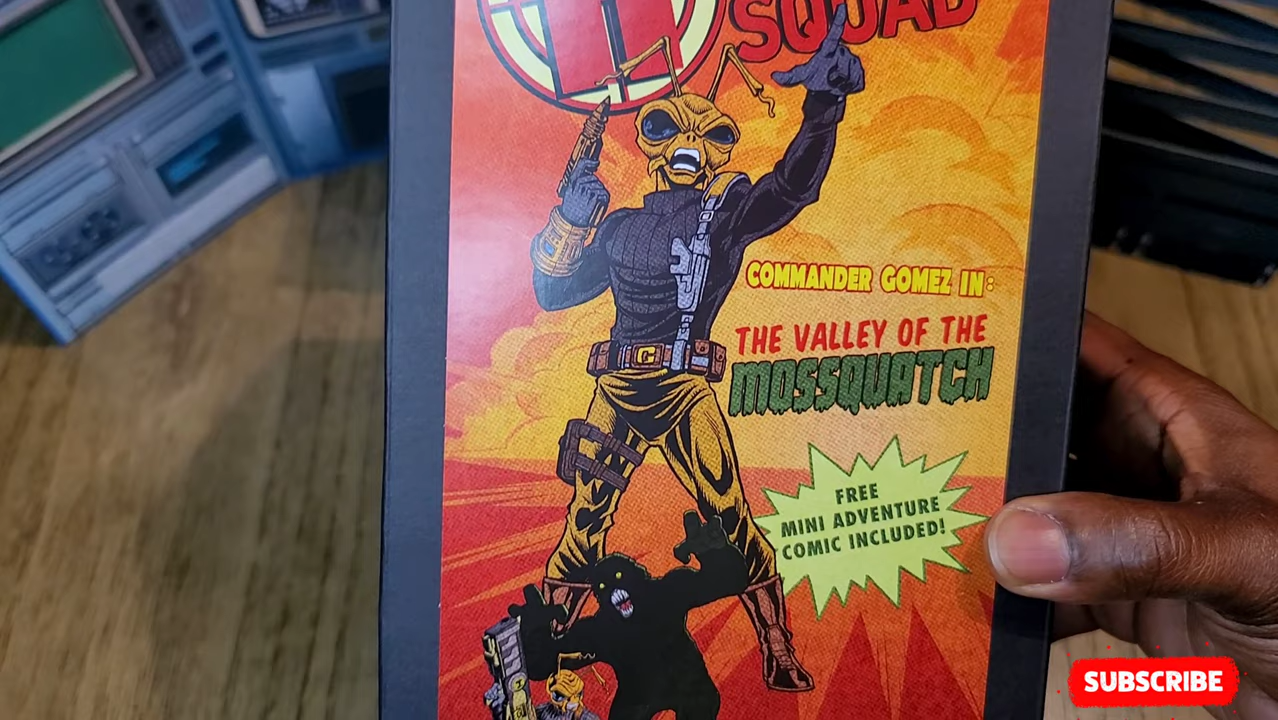 SQUAD
COMMANDER GOMEZ IN:
THE VALLEY OF THE
MOSSQUATCH
FREE
MINI ADVENTURE
COMIC INCLUDED!
G
SUBSCRIBE